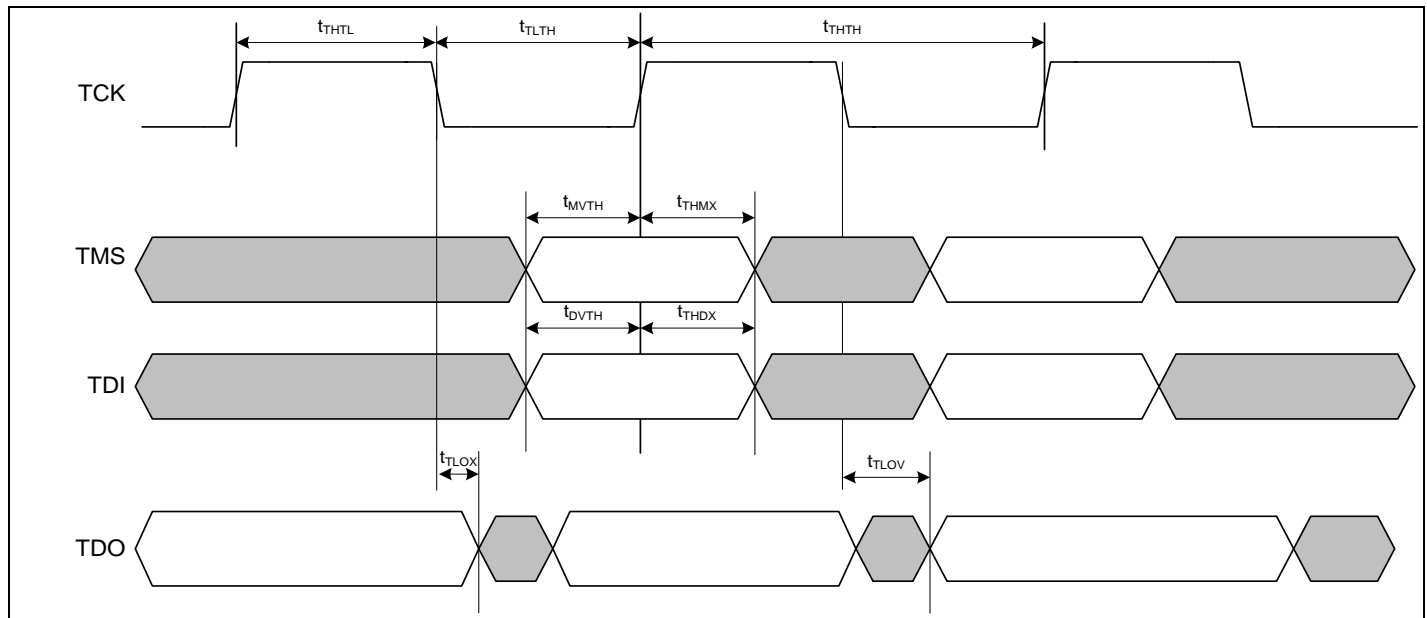 tTHTL tTLTH tTHTH
TCK
tMVTH tTHMX
TMS
tDVTH tTHDX
TDI
tTLOX tTLOV
TDO